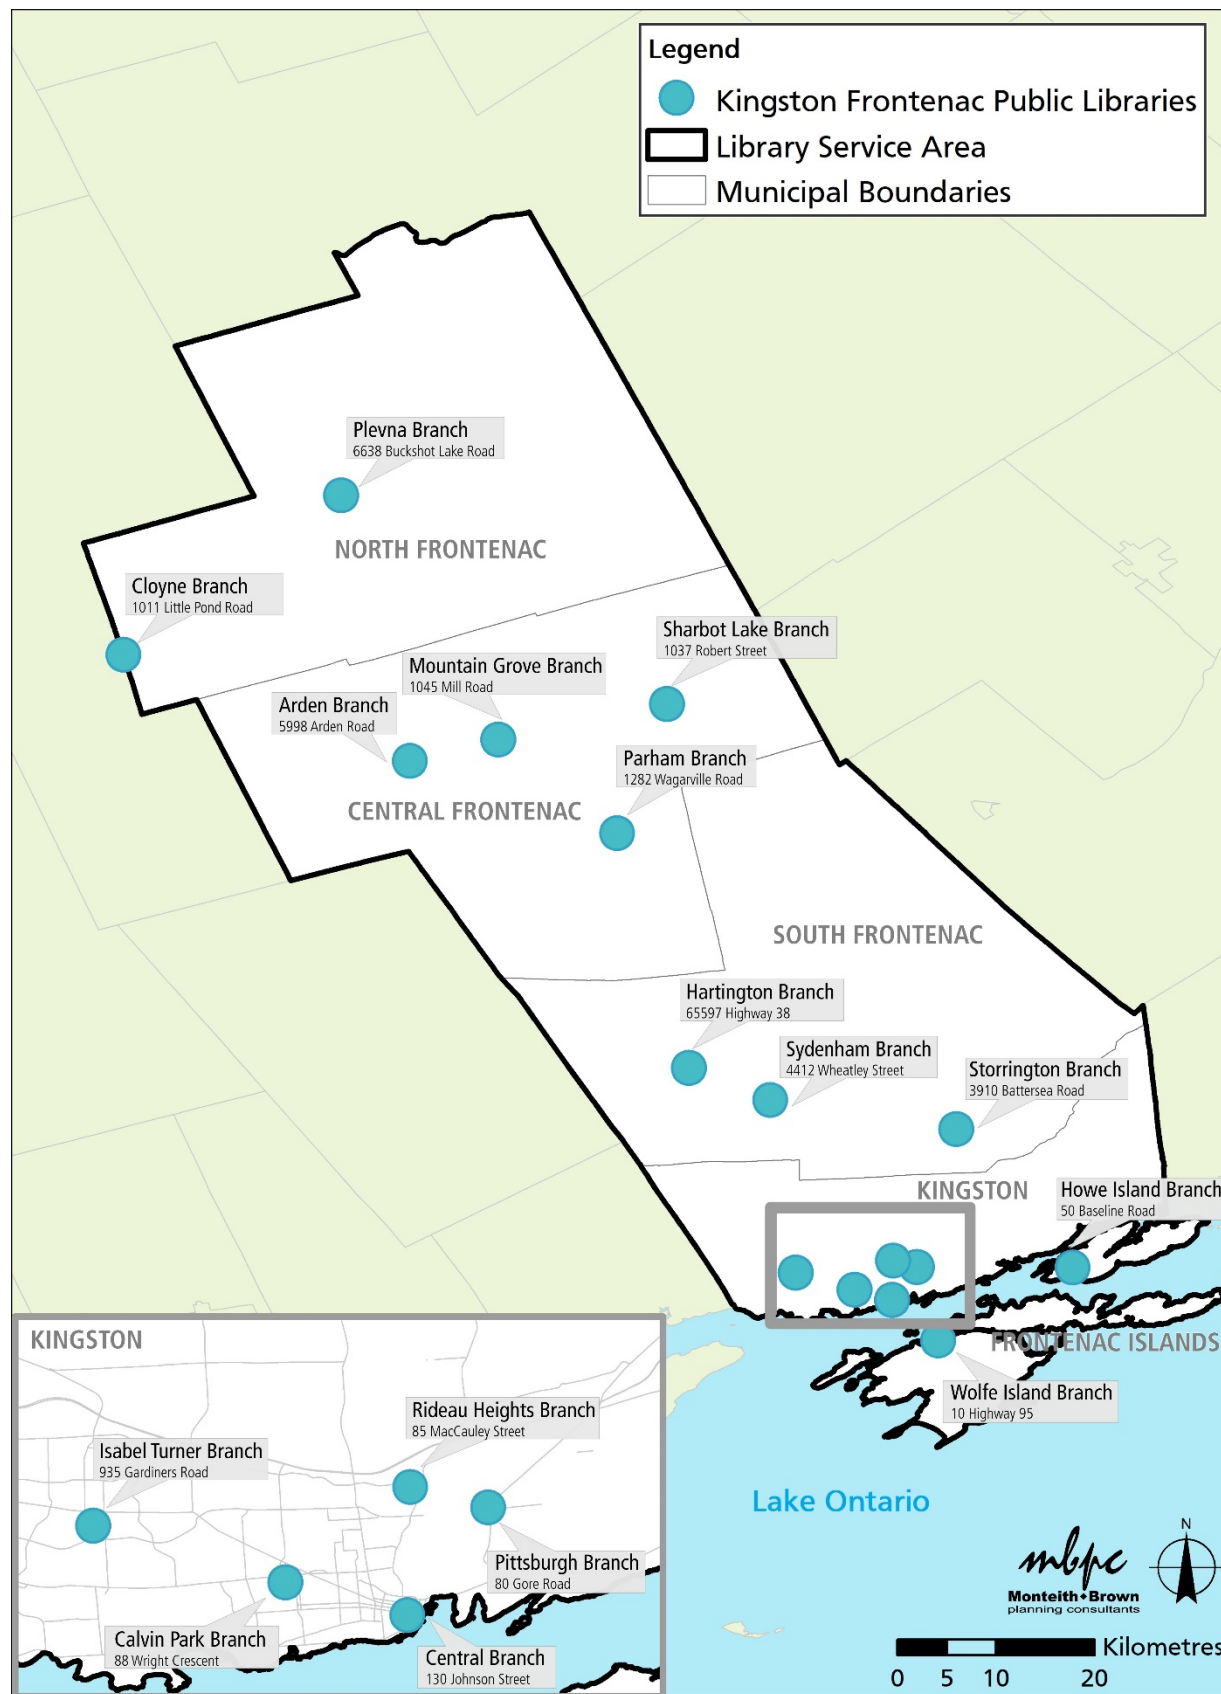 Legend
Kingston Frontenac Public Libraries
Library Service Area
Municipal Boundaries
Plevna Branch
6638 Buckshot Lake Road
NORTH FRONTENAC
Cloyne Branch
1011 Little Pond Road
Sharbot Lake Branch
1037 Robert Street
Mountain Grove Branch
1045 Mill Road
Arden Branch
5998 Arden Road
Parham Branch
1282 Wagarville Road
CENTRAL FRONTENAC
SOUTH FRONTENAC
Hartington Branch
65597 Highway 38
Sydenham Branch
4412 Wheatley Street
Storrington Branch
3910 Battersea Road
KINGSTON
Howe Island Branch
50 Baseline Road
FRONTENAC ISLANDS
Wolfe Island Branch
10 Highway 95
KINGSTON
Rideau Heights Branch
85 MacCauley Street
Isabel Turner Branch
935 Gardiners Road
Pittsburgh Branch
80 Gore Road
Calvin Park Branch
88 Wright Crescent
Central Branch
130 Johnson Street
Lake Ontario
mbpc
Monteith Brown
planning consultants
N
Kilometres
0 5 10 20